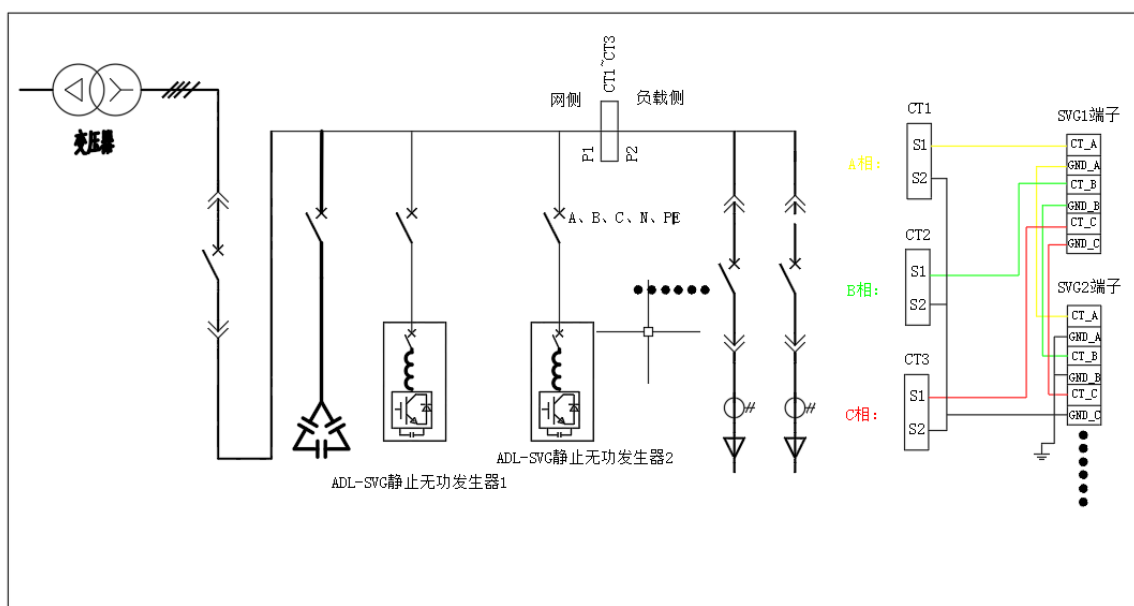 变压器
网侧
CT1~CT3
负载侧
P1
P2
A、B、C、N、PE
ADL-SVG静止无功发生器1
ADL-SVG静止无功发生器2
A相:
CT1
S1
S2
B相:
CT2
S1
S2
C相:
CT3
S1
S2
SVG1端子
CT_A
GND_A
CT_B
GND_B
CT_C
GND_C
SVG2端子
CT_A
GND_A
CT_B
GND_B
CT_C
GND_C